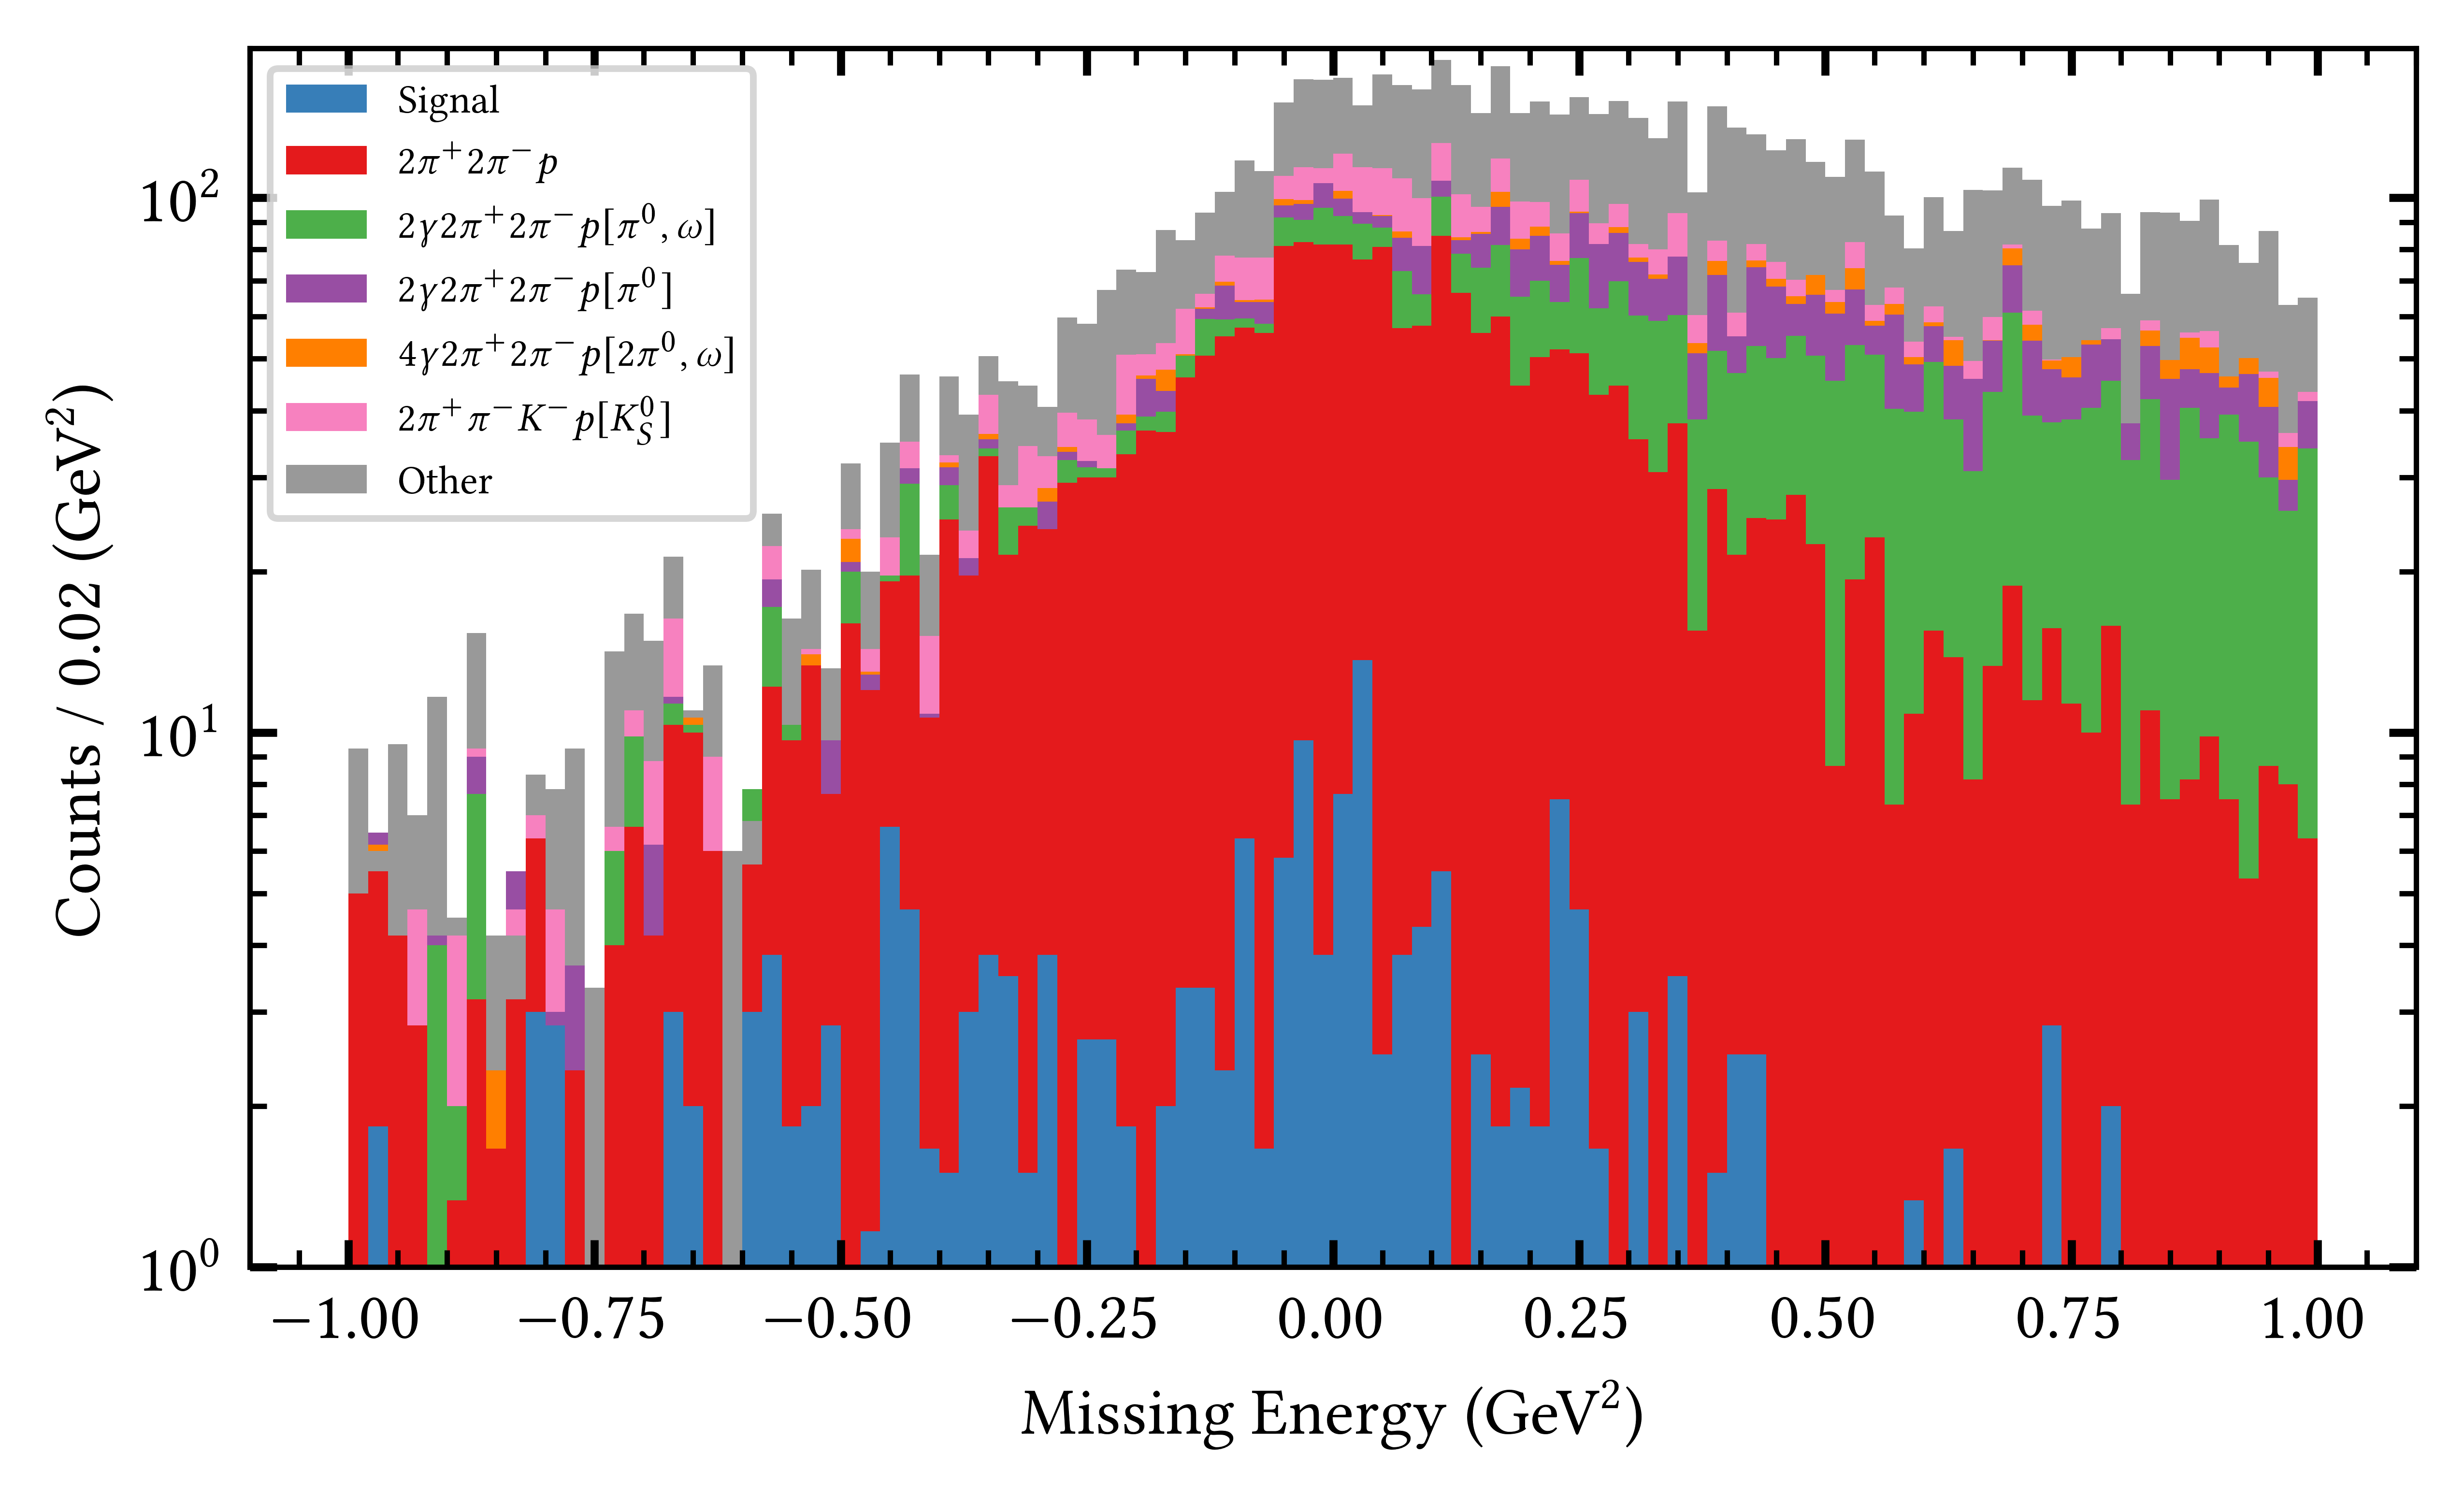 Signal
2π⁺2π⁻p
2γ2π⁺2π⁻p[π⁰, ω]
2γ2π⁺2π⁻p[π⁰]
4γ2π⁺2π⁻p[2π⁰, ω]
2π⁺π⁻K⁻p[K_S⁰]
Other
Counts / 0.02 (GeV²)
10²
10¹
10⁰
−1.00 −0.75 −0.50 −0.25 0.00 0.25 0.50 0.75 1.00
Missing Energy (GeV²)